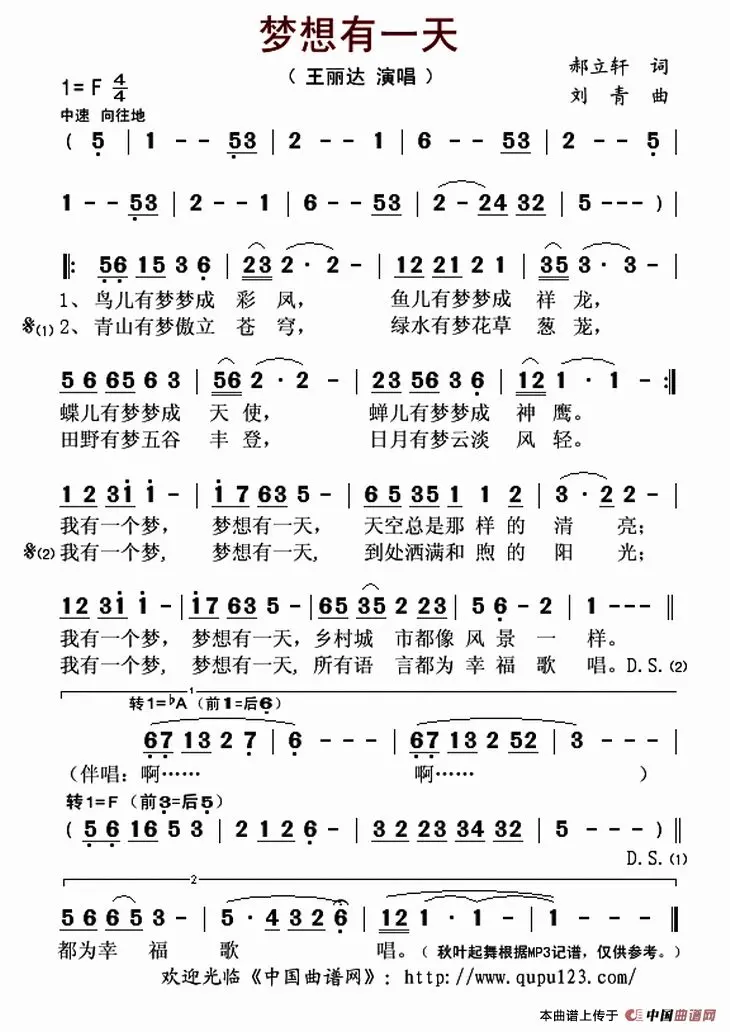 梦想有一天
（ 王丽达 演唱 ）
郝立轩 词
1= F 4/4
刘 青 曲
中速 向往地
( 5 | 1 - - 53 | 2 - - 1 | 6 - - 53 | 2 - - 5 |
1 - - 53 | 2 - - 1 | 6 - - 53 | 2 - 24 32 | 5 - - - ) |
‖: 56 15 3 6 | 23 2 · 2 - | 12 21 2 1 | 35 3 · 3 - |
1、鸟儿有梦梦成 彩 凤， 鱼儿有梦梦成 祥 龙，
(1) 2、青山有梦傲立 苍 穹， 绿水有梦花草 葱 茏，
5 6 65 6 3 | 56 2 · 2 - | 23 56 3 6 | 12 1 · 1 - :‖
蝶儿有梦梦成 天 使， 蝉儿有梦梦成 神 鹰。
田野有梦五谷 丰 登， 日月有梦云淡 风 轻。
1 2 31 1 - | 1 7 63 5 - | 6 5 35 1 1 2 | 3 · 2 2 - |
我有一个梦， 梦想有一天， 天空总是那 样 的 清 亮；
(2) 我有一个梦， 梦想有一天， 到处洒满和 煦 的 阳 光；
12 31 1 - | 17 63 5 - | 65 35 2 23 | 5 6 - 2 | 1 - - - ‖
我有一个梦， 梦想有一天，乡村城 市都像 风 景 一 样。
我有一个梦， 梦想有一天，所有语 言都为 幸 福 歌 唱。D.S.(2)
1
转1=♭A（前1=后6）
67 13 2 7 | 6 - - - | 67 13 2 52 | 3 - - - |
（伴唱：啊…… 啊…… ）
转1=F （前3=后5）
( 56 16 5 3 | 2 12 6 - | 32 23 34 32 | 5 - - - ) ‖
D.S.(1)
2
56 66 53 - | 5 · 4 3 2 6 | 12 1 · 1 - | 1 - - - ‖
都为幸 福 歌 唱。（ 秋叶起舞根据MP3记谱，仅供参考。）
欢迎光临《中国曲谱网》：http://www.qupu123.com/
本曲谱上传于 中国曲谱网